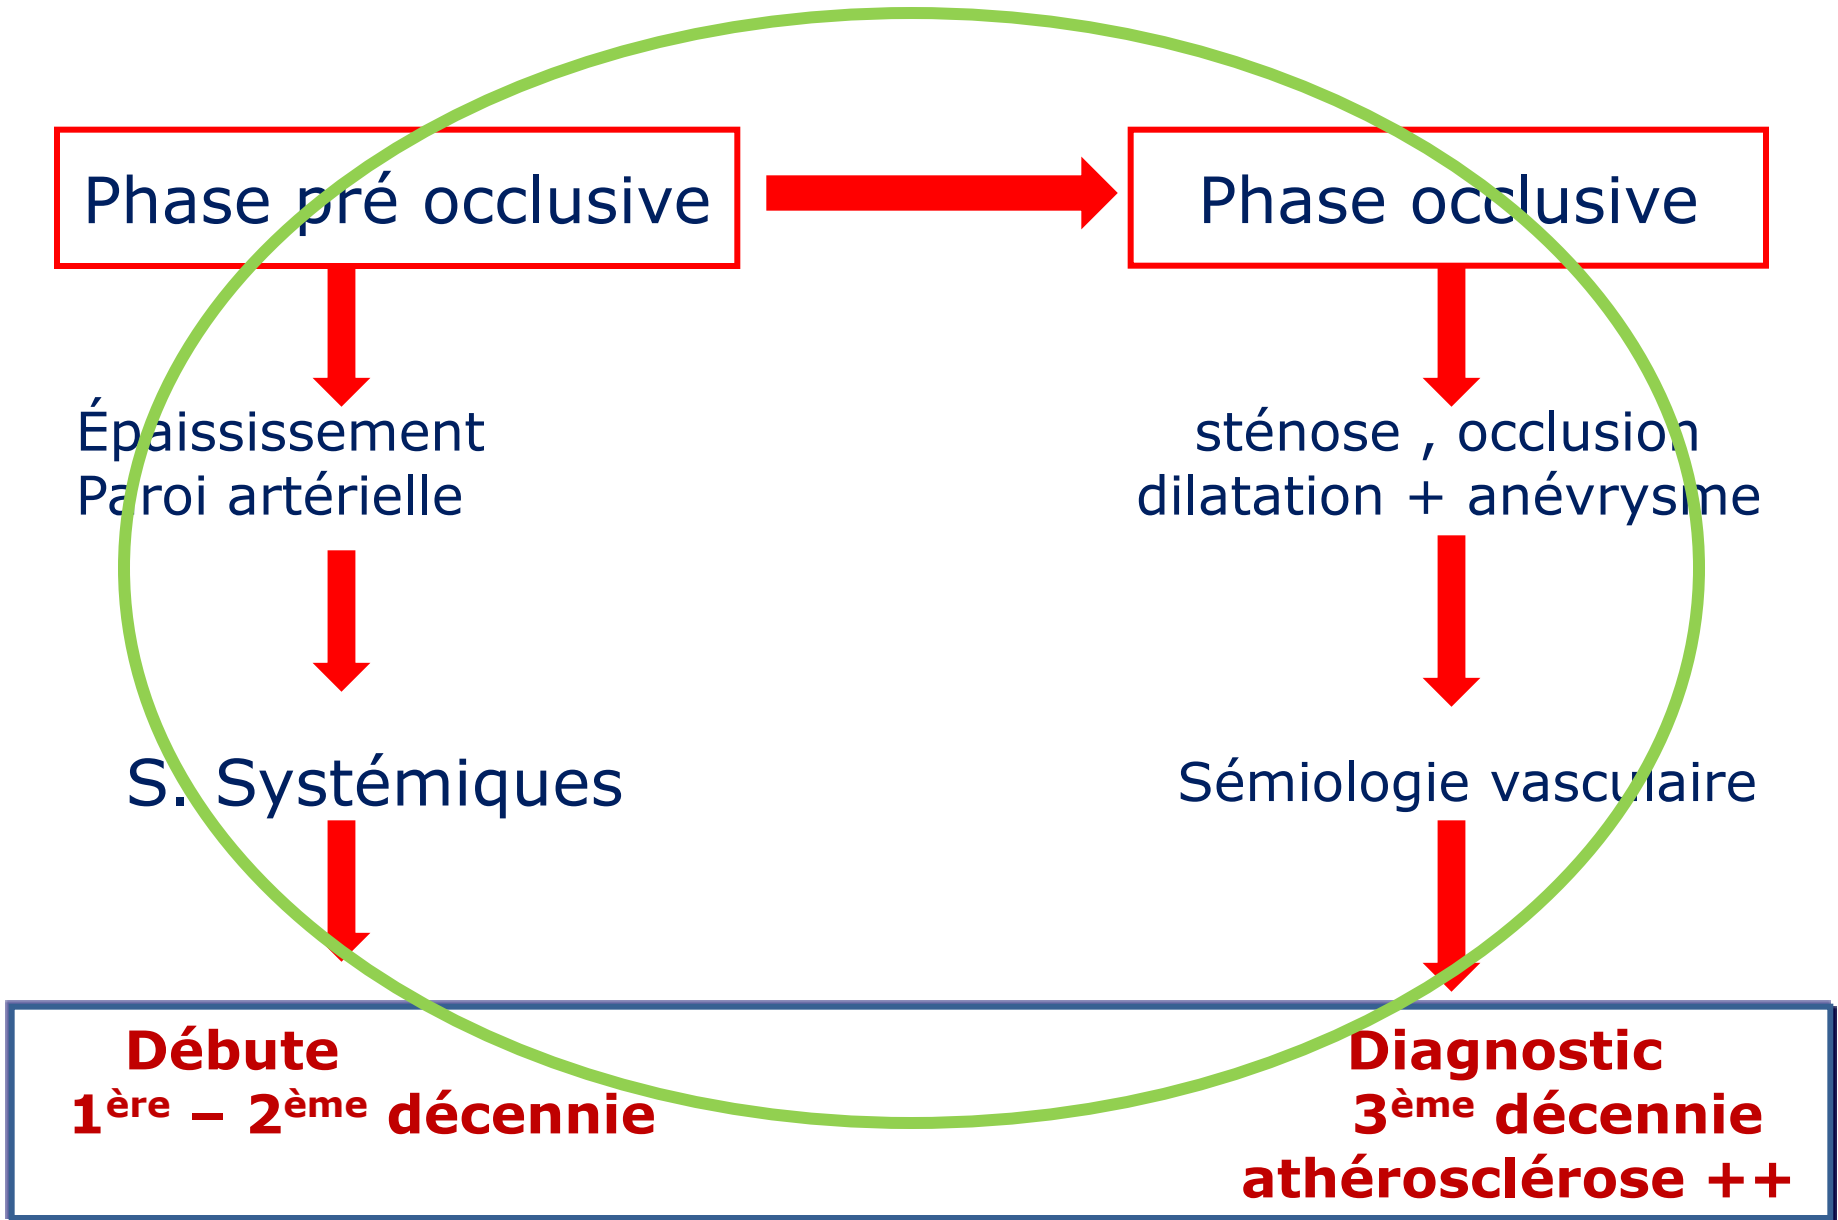 Phase pré occlusive
Phase occlusive
Épaississement
Paroi artérielle
sténose , occlusion
dilatation + anévrysme
S. Systémiques
Sémiologie vasculaire
Débute
1ère – 2ème décennie
Diagnostic
3ème décennie
athérosclérose ++